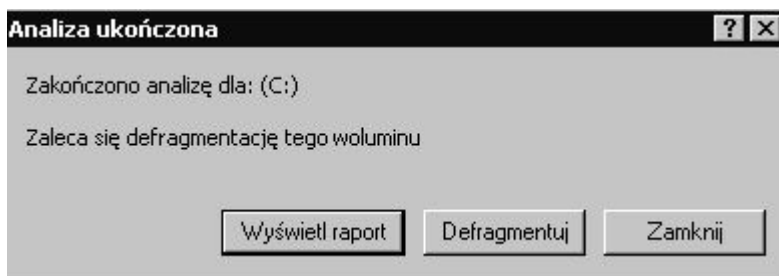 Analiza ukończona
Zakończono analizę dla: (C:)
Zaleca się defragmentację tego woluminu
Wyświetl raport Defragmentuj Zamknij